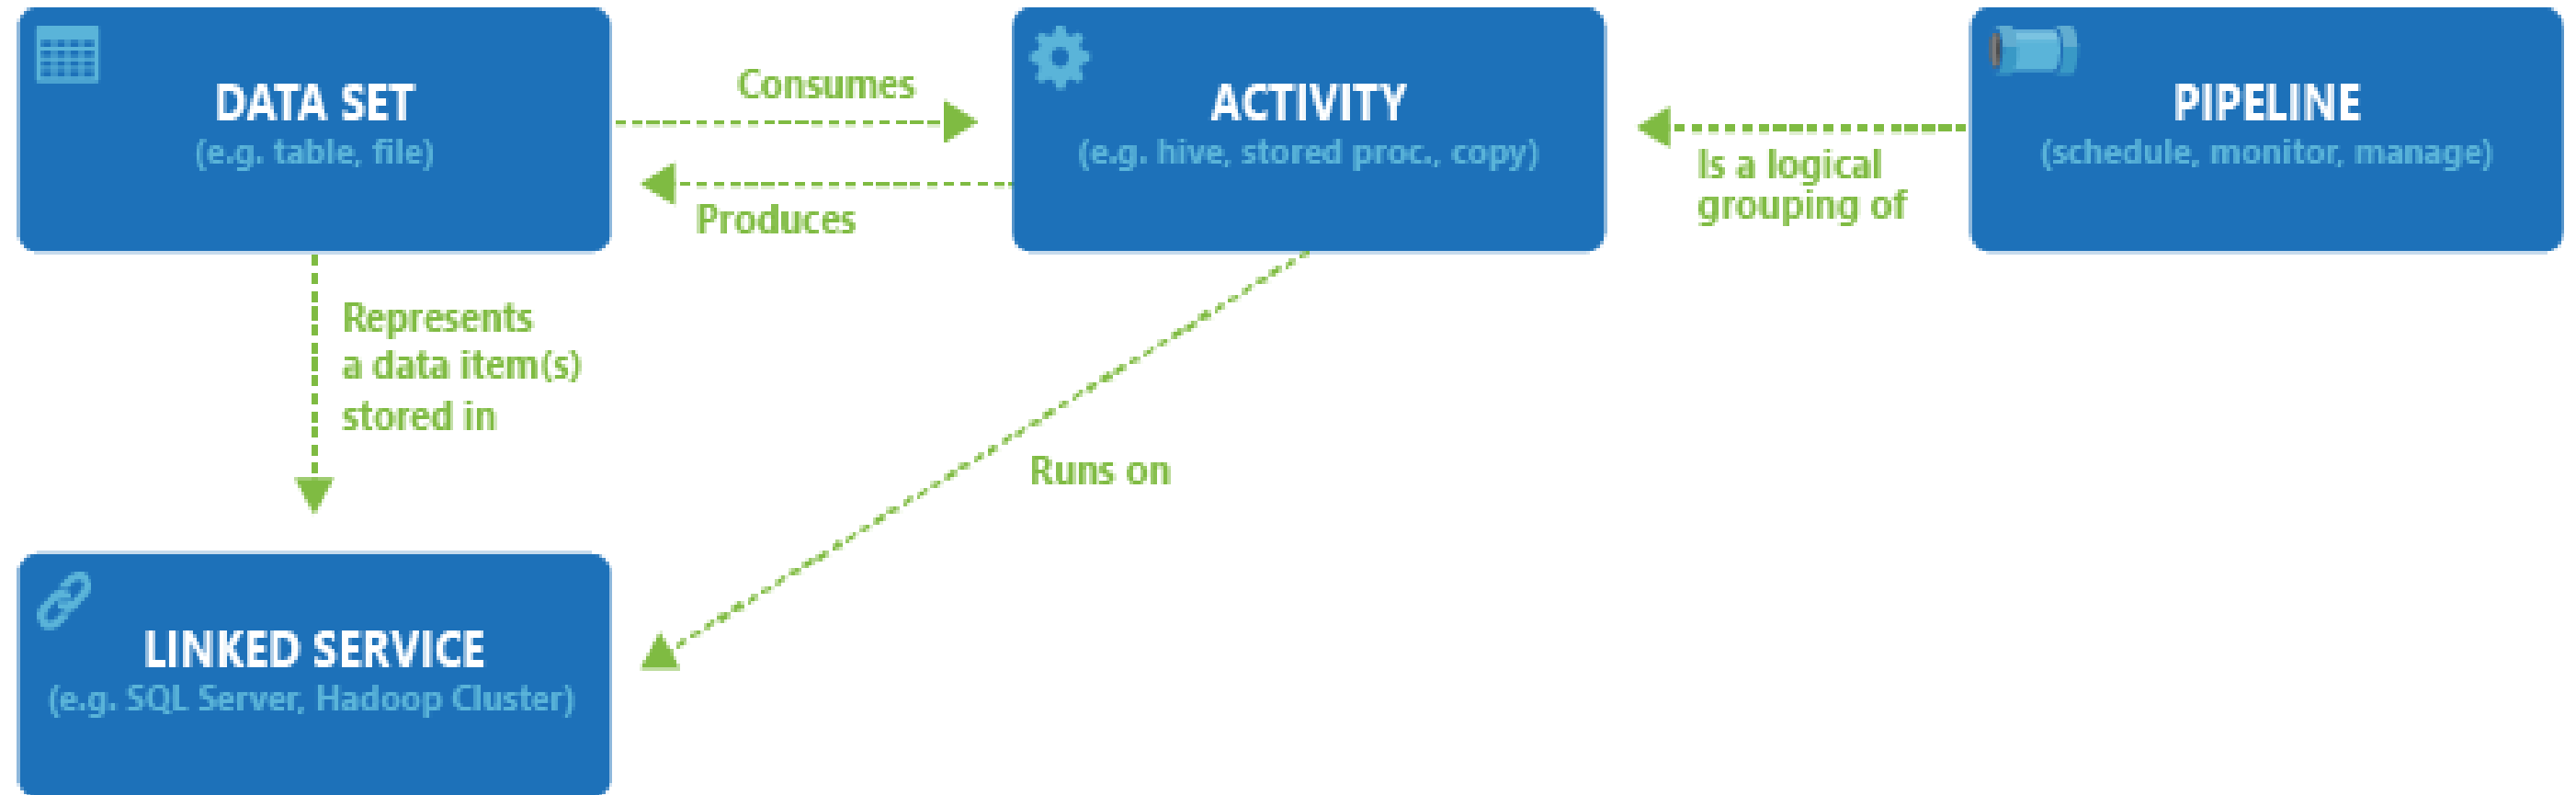 DATA SET
(e.g. table, file)
Consumes
Produces
ACTIVITY
(e.g. hive, stored proc., copy)
Is a logical
grouping of
PIPELINE
(schedule, monitor, manage)
Represents
a data item(s)
stored in
Runs on
LINKED SERVICE
(e.g. SQL Server, Hadoop Cluster)